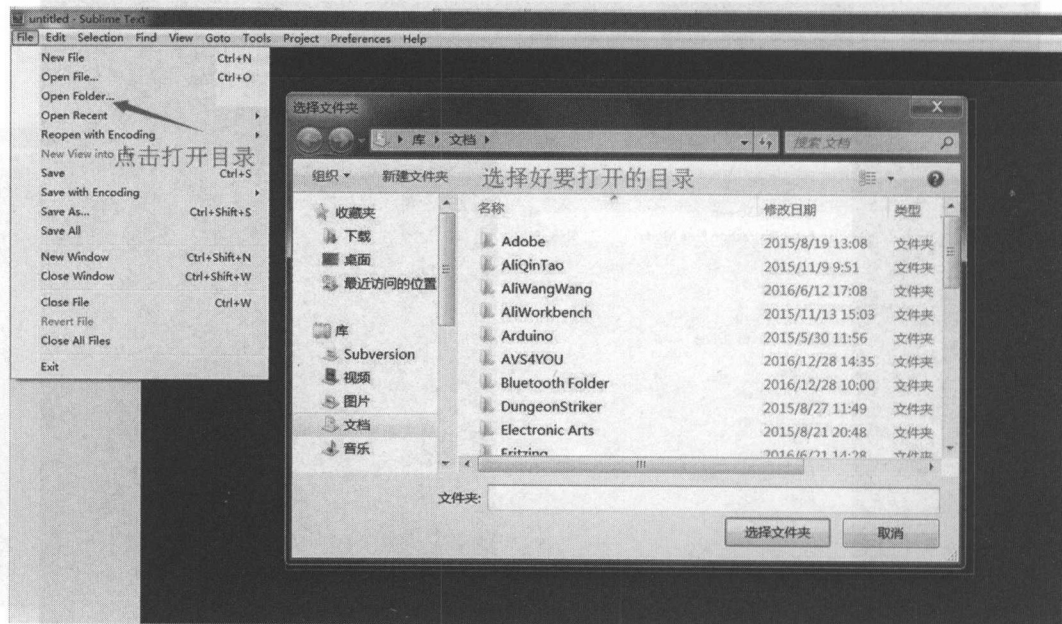 untitled - Sublime Text
File Edit Selection Find View Goto Tools Project Preferences Help
New File Ctrl+N
Open File... Ctrl+O
Open Folder...
Open Recent
Reopen with Encoding
New View into
点击打开目录
Save Ctrl+S
Save with Encoding
Save As... Ctrl+Shift+S
Save All
New Window Ctrl+Shift+N
Close Window Ctrl+Shift+W
Close File Ctrl+W
Revert File
Close All Files
Exit
选择文件夹
库 文档
搜索 文档
组织 新建文件夹
选择好要打开的目录
收藏夹
下载
桌面
最近访问的位置
库
Subversion
视频
图片
文档
音乐
名称 修改日期 类型
Adobe 2015/8/19 13:08 文件夹
AliQinTao 2015/11/9 9:51 文件夹
AliWangWang 2016/6/12 17:08 文件夹
AliWorkbench 2015/11/13 15:03 文件夹
Arduino 2015/5/30 11:56 文件夹
AVS4YOU 2016/12/28 14:35 文件夹
Bluetooth Folder 2016/12/28 10:00 文件夹
DungeonStriker 2015/8/27 11:49 文件夹
Electronic Arts 2015/8/21 20:48 文件夹
Fritzing 2016/6/21 14:28 文件夹
文件夹:
选择文件夹 取消